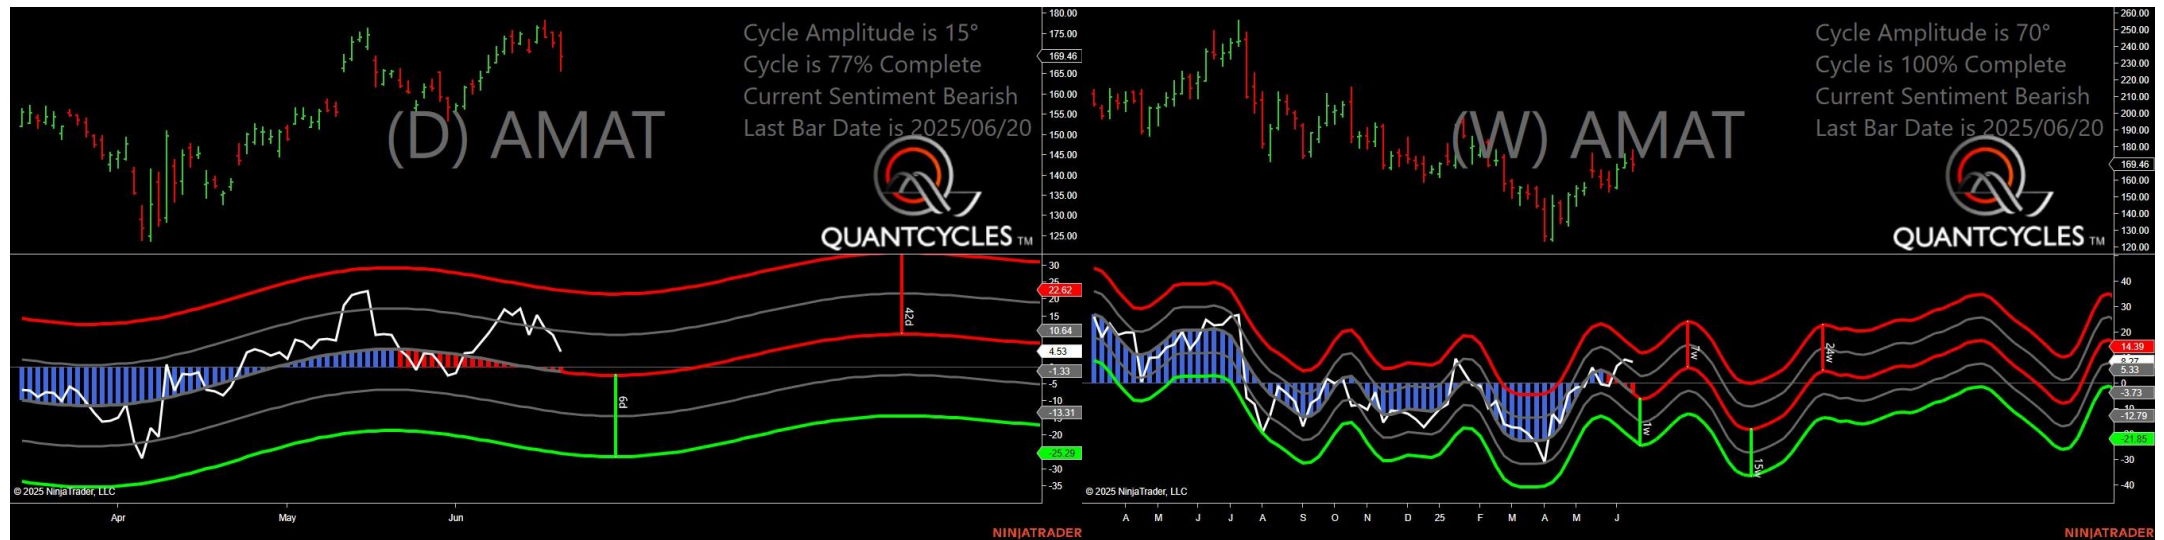 Cycle Amplitude is 15°
Cycle is 77% Complete
Current Sentiment Bearish
Last Bar Date is 2025/06/20
(D) AMAT
QUANTCYCLES TM
180.00
175.00
169.46
165.00
160.00
155.00
150.00
145.00
140.00
135.00
130.00
125.00
30
25
22.62
20
15
10.64
4.53
-1.33
-5
-10
-13.31
-15
-20
-25.29
-30
-35
42d
6d
© 2025 NinjaTrader, LLC
Apr May Jun
NINJATRADER
Cycle Amplitude is 70°
Cycle is 100% Complete
Current Sentiment Bearish
Last Bar Date is 2025/06/20
(W) AMAT
QUANTCYCLES TM
260.00
250.00
240.00
230.00
220.00
210.00
200.00
190.00
180.00
169.46
160.00
150.00
140.00
130.00
120.00
40
30
20
14.39
8.27
5.33
0
-3.73
-12.79
-21.85
-30
-40
7w
24w
1w
15w
© 2025 NinjaTrader, LLC
A M J J A S O N D 25 F M A M J
NINJATRADER